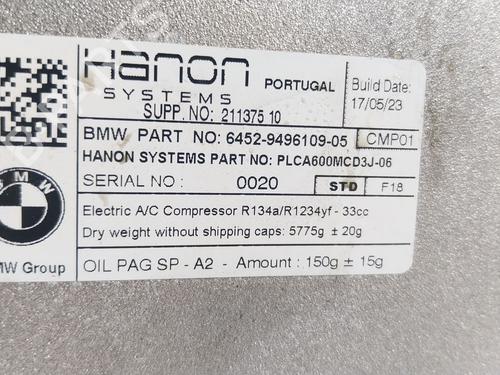 Hanon
SYSTEMS
PORTUGAL
Build Date:
17/05/23
SUPP. NO: 211375 10
BMW PART NO: 6452-9496109-05 CMP01
HANON SYSTEMS PART NO: PLCA600MCD3J-06
SERIAL NO : 0020 STD F18
BMW
MW Group
Electric A/C Compressor R134a/R1234yf - 33cc
Dry weight without shipping caps: 5775g ± 20g
OIL PAG SP - A2 - Amount : 150g ± 15g